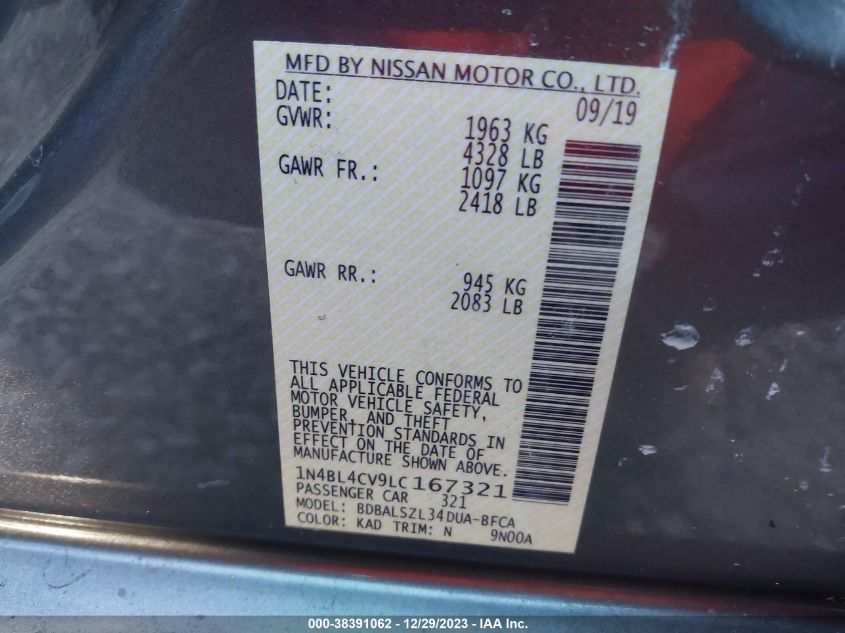 MFD BY NISSAN MOTOR CO., LTD.
DATE: 09/19
GVWR: 1963 KG
4328 LB
GAWR FR.: 1097 KG
2418 LB
GAWR RR.: 945 KG
2083 LB
THIS VEHICLE CONFORMS TO
ALL APPLICABLE FEDERAL
MOTOR VEHICLE SAFETY,
BUMPER, AND THEFT
PREVENTION STANDARDS IN
EFFECT ON THE DATE OF
MANUFACTURE SHOWN ABOVE.
1N4BL4CV9LC167321
PASSENGER CAR 321
MODEL: BDBALSZL34DUA-BFCA
COLOR: KAD TRIM: N 9N00A
000-38391062 - 12/29/2023 - IAA Inc.